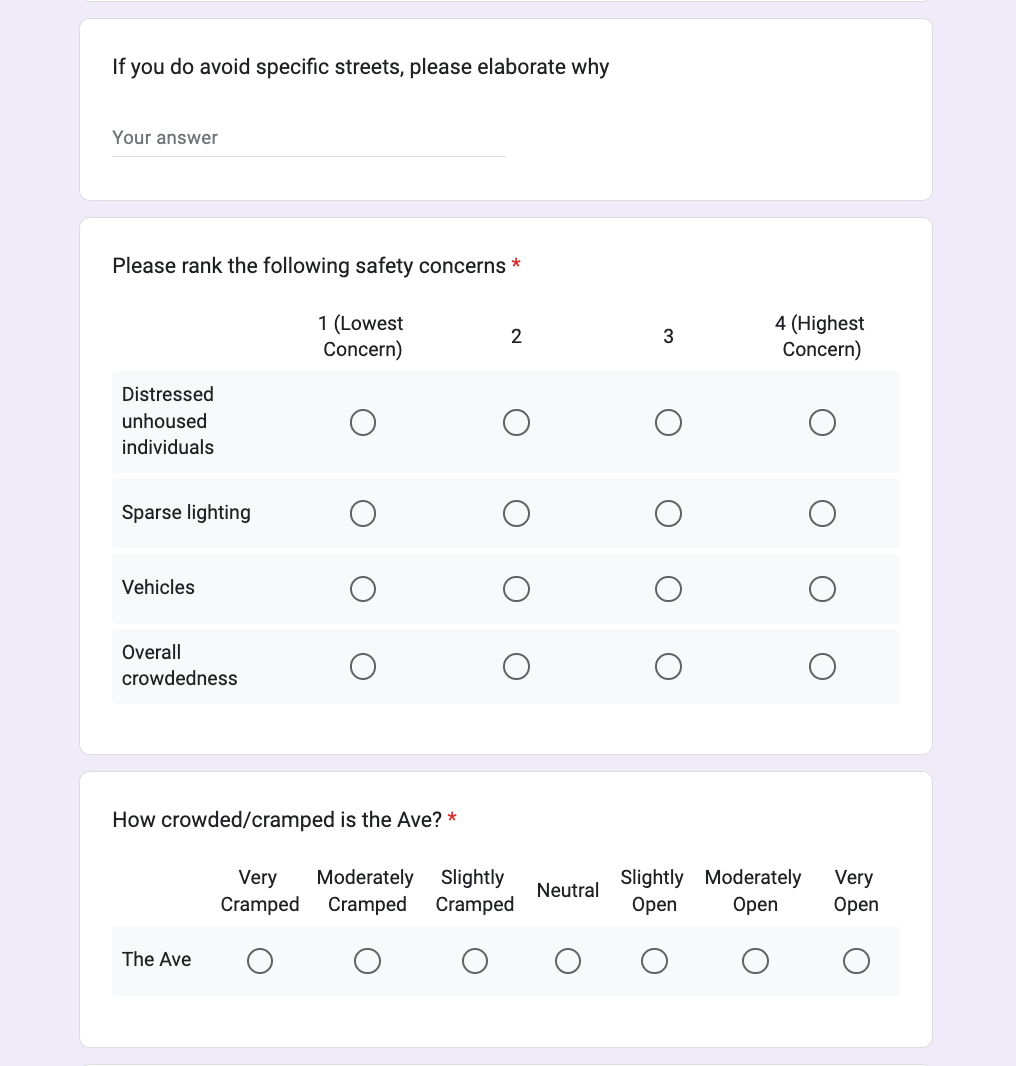 If you do avoid specific streets, please elaborate why
Your answer
Please rank the following safety concerns *
1 (Lowest Concern) 2 3 4 (Highest Concern)
Distressed unhoused individuals
Sparse lighting
Vehicles
Overall crowdedness
How crowded/cramped is the Ave? *
Very Cramped Moderately Cramped Slightly Cramped Neutral Slightly Open Moderately Open Very Open
The Ave